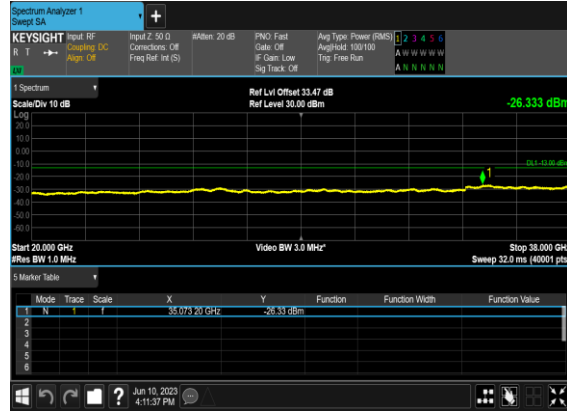 Spectrum Analyzer 1
Swept SA
KEYSIGHT
R T
Input: RF
Coupling: DC
Align: Off
Input Z: 50 Ω
Corrections: Off
Freq Ref: Int (S)
#Atten: 20 dB
PNO: Fast
Gate: Off
IF Gain: Low
Sig Track: Off
Avg Type: Power (RMS)
Avg|Hold: 100/100
Trig: Free Run
1 2 3 4 5 6
A W W W W W
A N N N N N
LW
1 Spectrum
Scale/Div 10 dB
Ref Lvl Offset 33.47 dB
Ref Level 30.00 dBm
-26.333 dBm
Log
20.0
10.0
0.00
-10.0
-20.0
-30.0
-40.0
-50.0
-60.0
DL1 -13.00 dBm
1
Start 20.000 GHz
#Res BW 1.0 MHz
Video BW 3.0 MHz*
Stop 38.000 GHz
Sweep 32.0 ms (40001 pts)
5 Marker Table
Mode Trace Scale X Y Function Function Width Function Value
1 N 1 f 35.073 20 GHz -26.33 dBm
2
3
4
5
6
?
Jun 10, 2023
4:11:37 PM